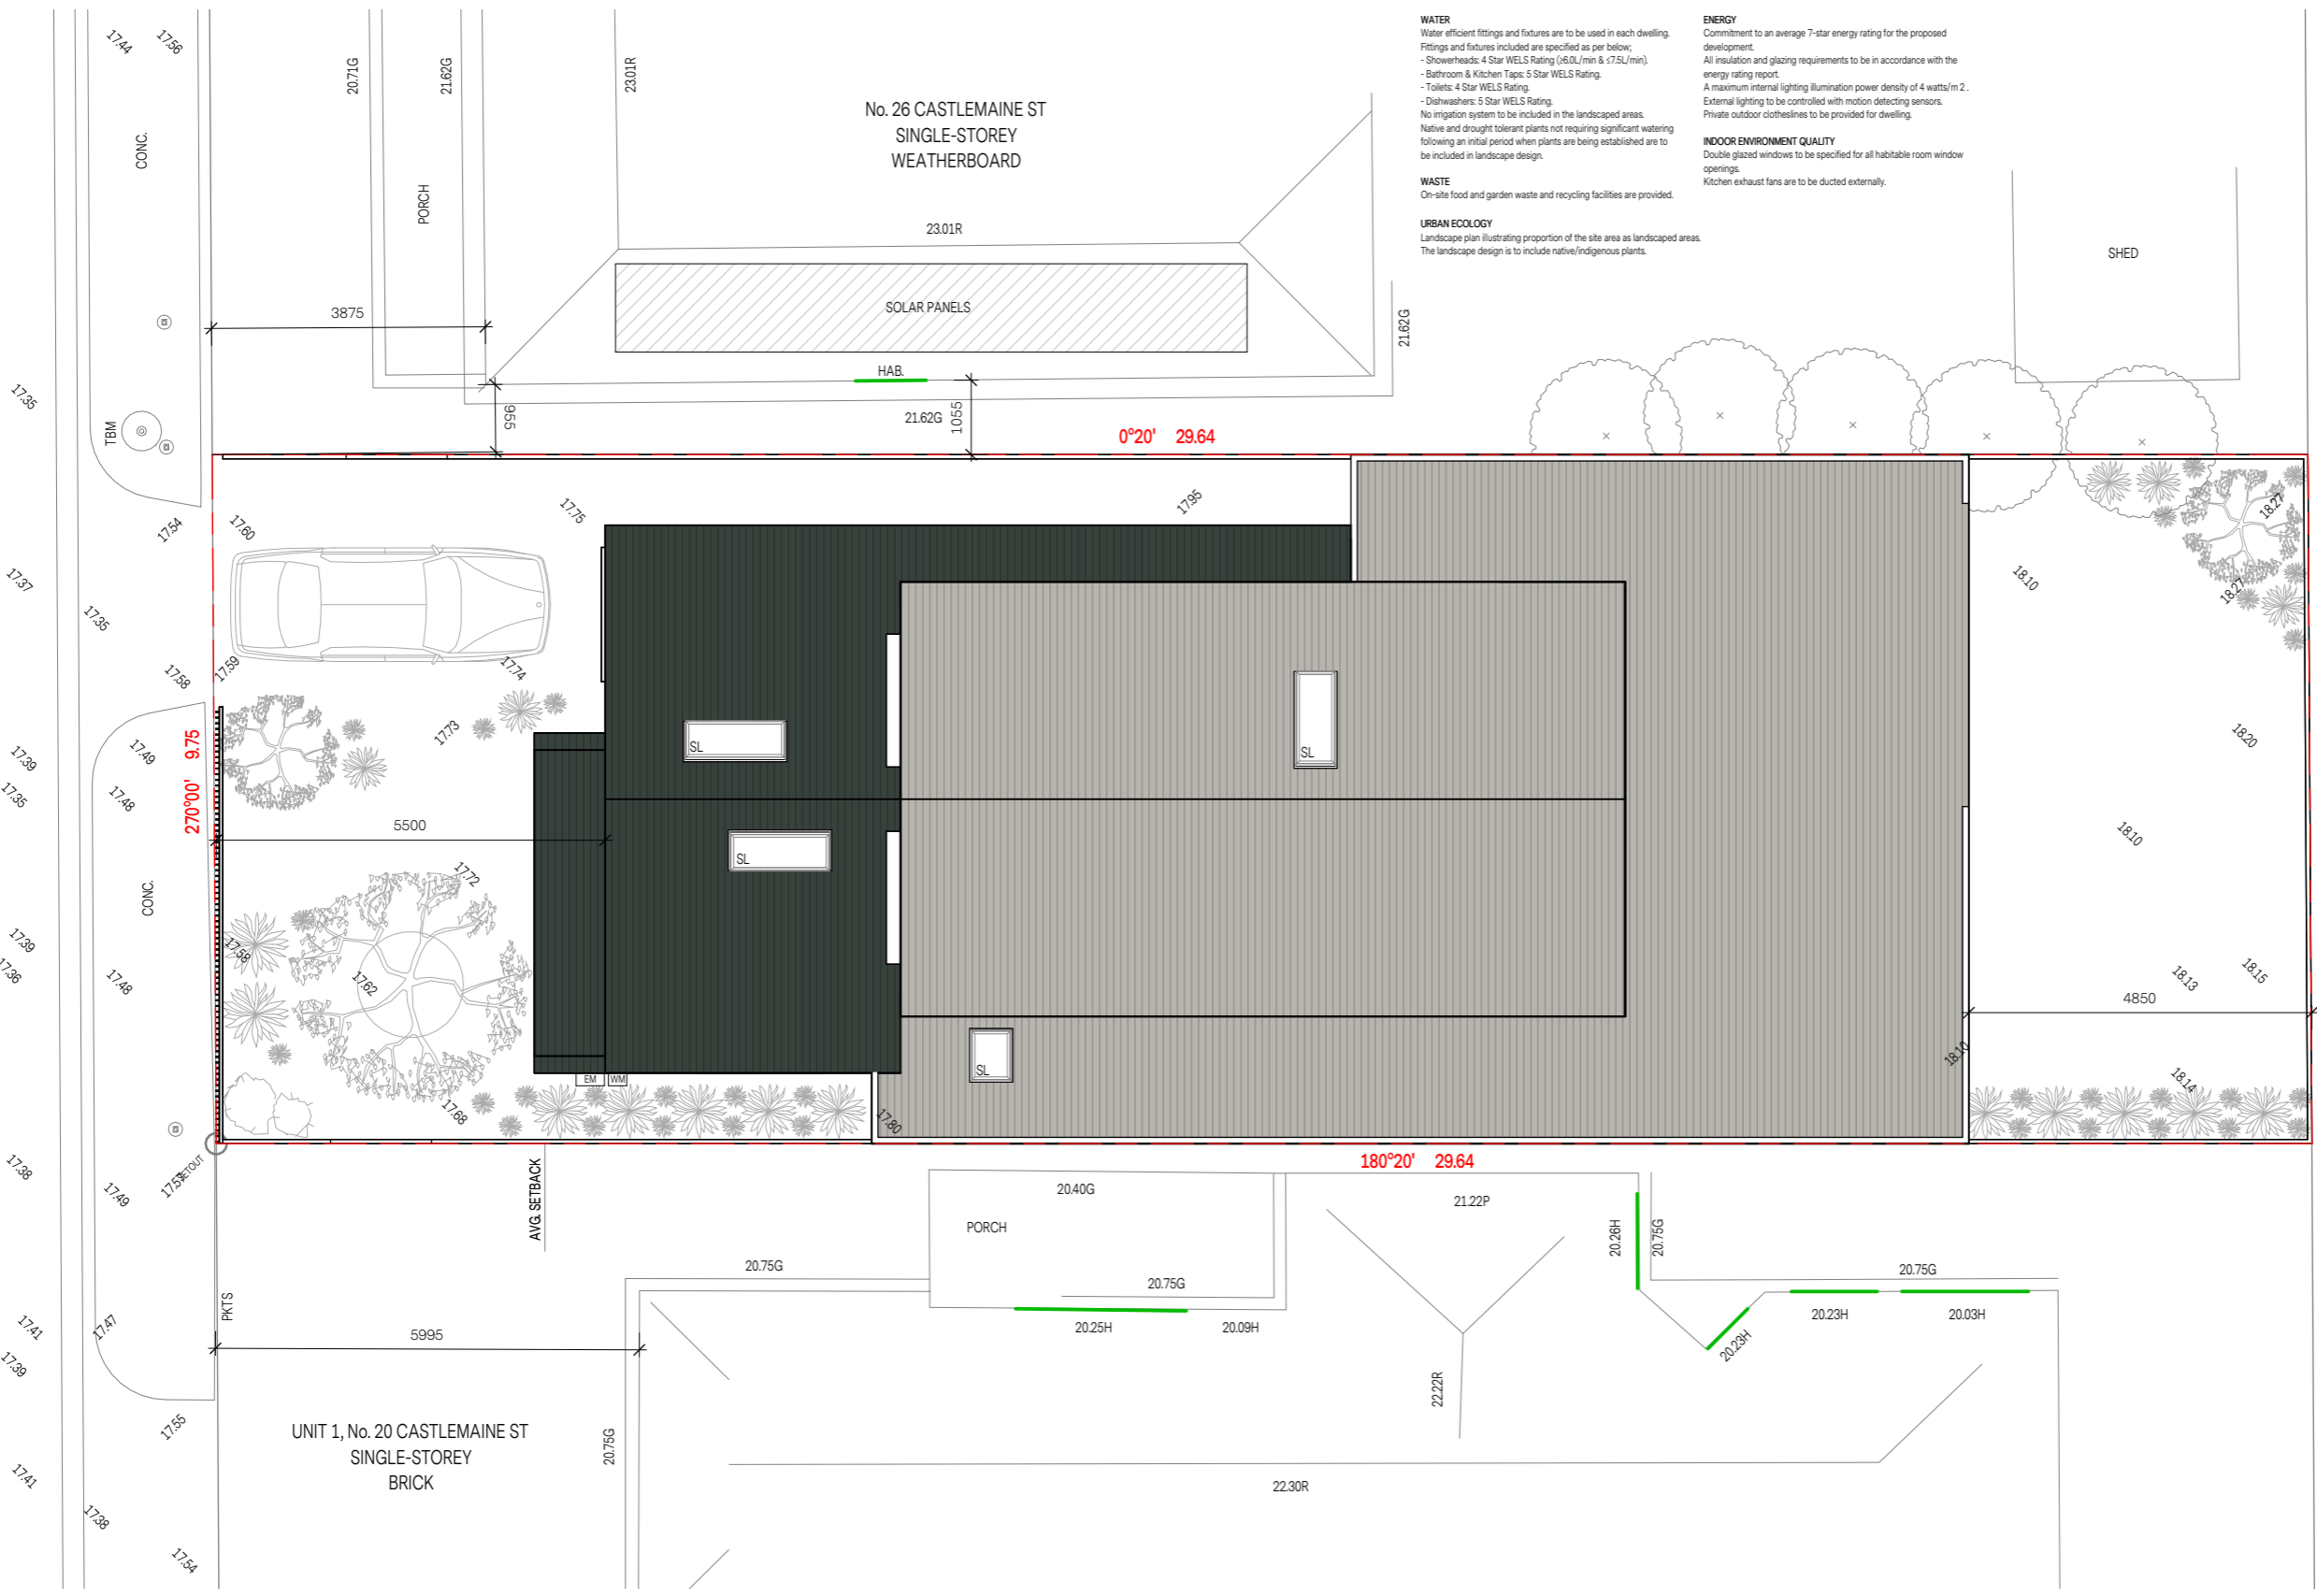 WATER
Water efficient fittings and fixtures are to be used in each dwelling.
Fittings and fixtures included are specified as per below;
- Showerheads: 4 Star WELS Rating (≥6.0L/min & ≤7.5L/min).
- Bathroom & Kitchen Taps: 5 Star WELS Rating.
- Toilets: 4 Star WELS Rating.
- Dishwashers: 5 Star WELS Rating.
No irrigation system to be included in the landscaped areas.
Native and drought tolerant plants not requiring significant watering
following an initial period when plants are being established are to
be included in landscape design.
WASTE
On-site food and garden waste and recycling facilities are provided.
URBAN ECOLOGY
Landscape plan illustrating proportion of the site area as landscaped areas.
The landscape design is to include native/indigenous plants.
ENERGY
Commitment to an average 7-star energy rating for the proposed
development.
All insulation and glazing requirements to be in accordance with the
energy rating report.
A maximum internal lighting illumination power density of 4 watts/m 2 .
External lighting to be controlled with motion detecting sensors.
Private outdoor clotheslines to be provided for dwelling.
INDOOR ENVIRONMENT QUALITY
Double glazed windows to be specified for all habitable room window
openings.
Kitchen exhaust fans are to be ducted externally.
17.44
17.56
CONC.
20.71G
21.62G
PORCH
23.01R
No. 26 CASTLEMAINE ST
SINGLE-STOREY
WEATHERBOARD
23.01R
SOLAR PANELS
SHED
3875
21.62G
HAB.
955
21.62G
1055
17.35
TBM
0°20' 29.64
17.54
17.60
17.75
17.95
17.37
17.35
17.58
17.59
17.74
17.73
18.10
18.27
18.27
18.20
18.10
17.39
17.35
17.49
17.48
270°00' 9.75
5500
SL
SL
SL
SL
CONC.
17.72
17.58
17.62
17.39
17.36
17.48
18.13
18.15
4850
18.10
18.14
EM
WM
17.68
17.80
SETOUT
17.57
17.38
17.49
AVG. SETBACK
180°20' 29.64
20.40G
PORCH
21.22P
20.26H
20.75G
20.75G
20.75G
20.75G
20.25H
20.09H
20.23H
20.23H
20.03H
PKTS
5995
17.41
17.39
17.47
22.22R
17.55
UNIT 1, No. 20 CASTLEMAINE ST
SINGLE-STOREY
BRICK
20.75G
22.30R
17.41
17.38
17.54